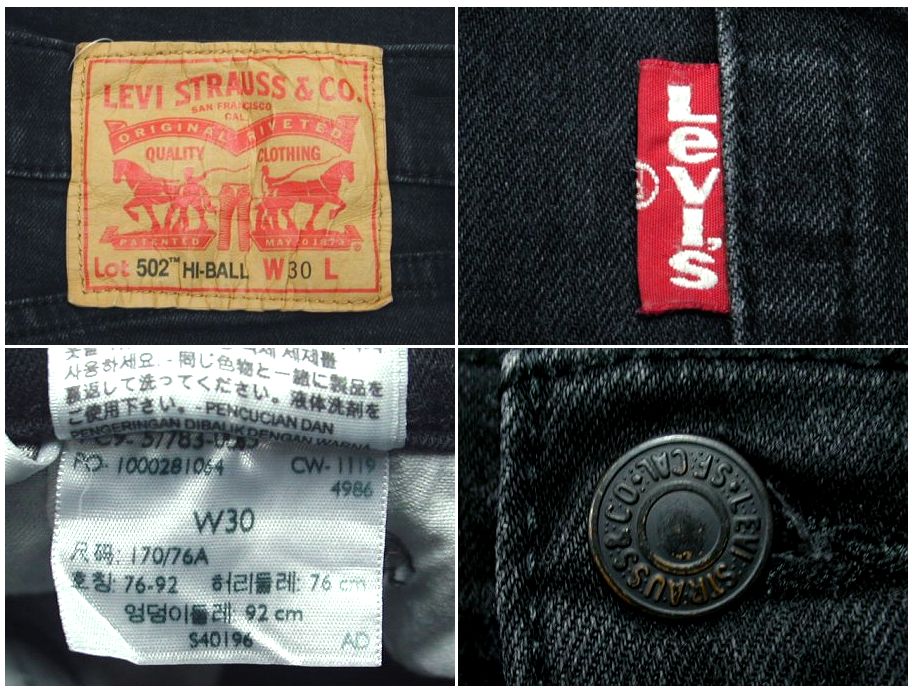 LEVI STRAUSS & CO.
SAN FRANCISCO
CAL.
ORIGINAL RIVETED
QUALITY CLOTHING
PATENTED MAY 20 1873 ®
Lot 502™ HI-BALL W30 L
LEVI'S
®
사용하세요. - 同じ色物と一緒に製品を
裏返して洗ってください。液体洗剤を
ご使用下さい。- PENCUCIAN DAN
PENGERINGAN DIBALIK DENGAN WARNA
PO- 1000281064 CW- 1119
4986
W30
尺码: 170/76A
호칭: 76-92 허리둘레: 76 cm
엉덩이둘레 92 cm
S40196 AD
LEVI STRAUSS & CO. S.F. CAL.